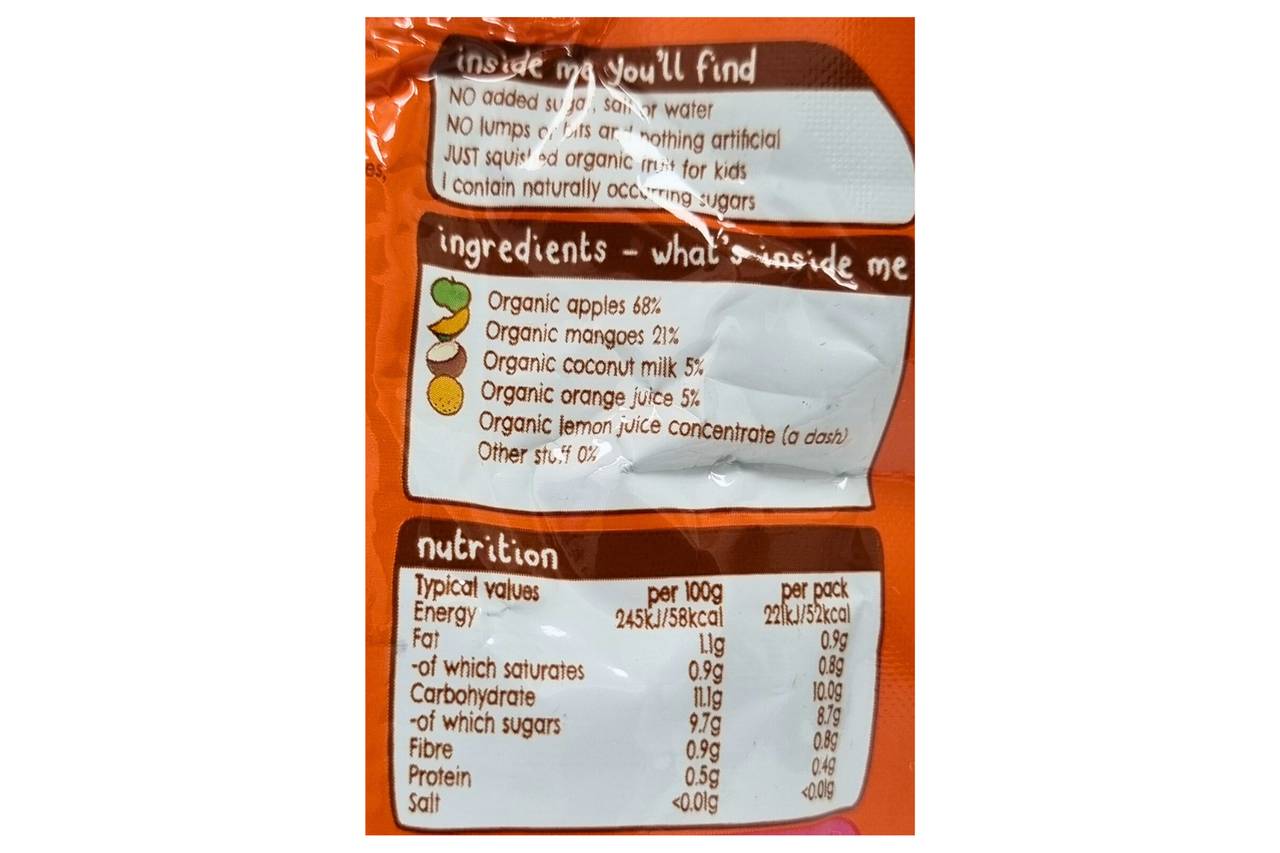 inside me you'll find
NO added sugar, salt or water
NO lumps or bits and nothing artificial
JUST squished organic fruit for kids
I contain naturally occurring sugars
es,
ingredients - what's inside me
Organic apples 68%
Organic mangoes 21%
Organic coconut milk 5%
Organic orange juice 5%
Organic lemon juice concentrate (a dash)
Other stuff 0%
nutrition
Typical values per 100g per pack
Energy 245kJ/58kcal 221kJ/52kcal
Fat 1.1g 0.9g
-of which saturates 0.9g 0.8g
Carbohydrate 11.1g 10.0g
-of which sugars 9.7g 8.7g
Fibre 0.9g 0.8g
Protein 0.5g 0.4g
Salt <0.01g <0.01g